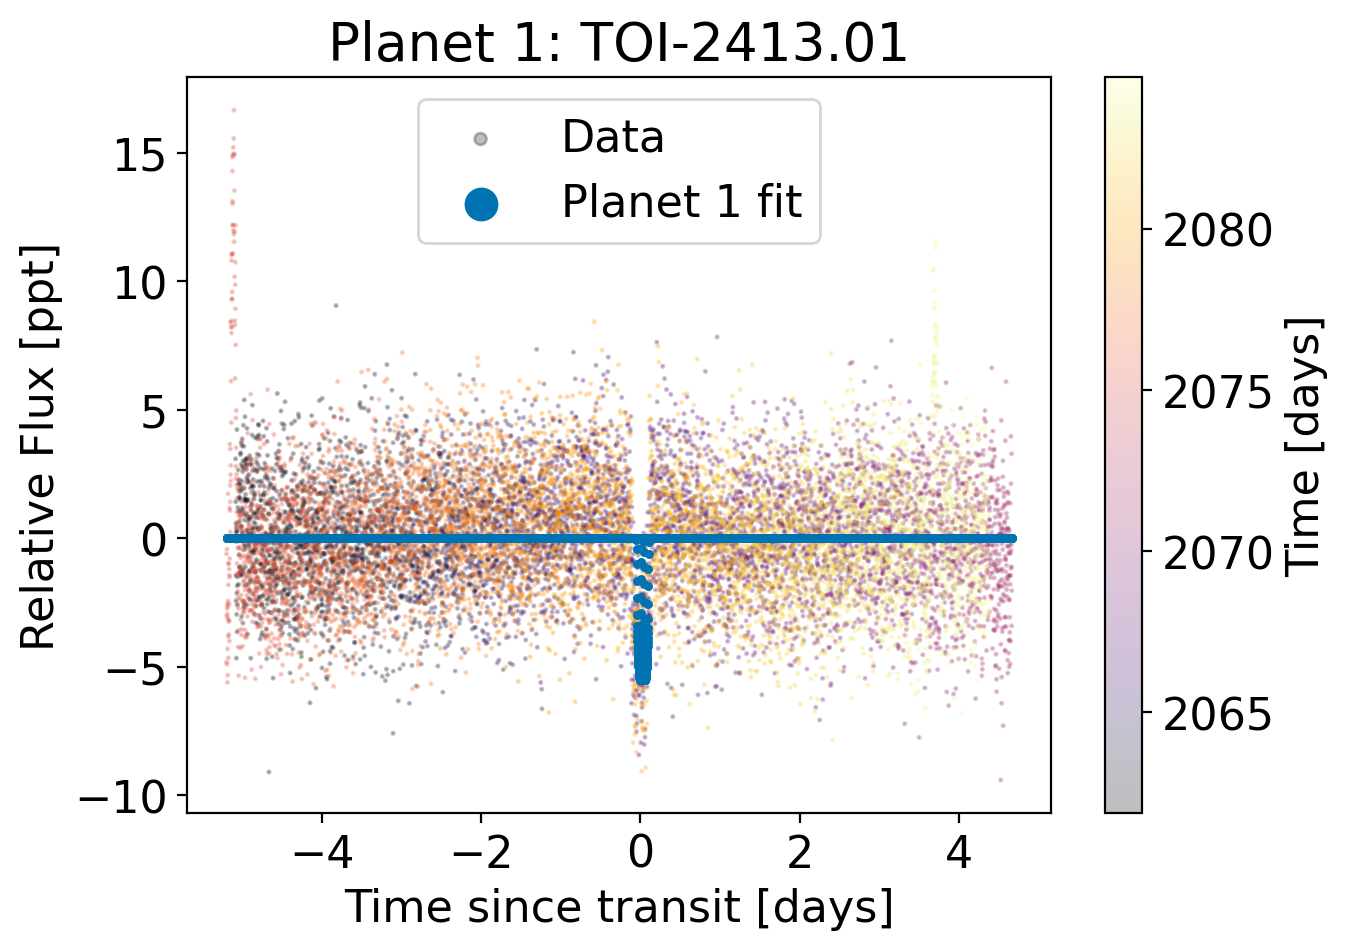 Planet 1: TOI-2413.01
Data
Planet 1 fit
Relative Flux [ppt]
15
10
5
0
−5
−10
−4
−2
0
2
4
Time since transit [days]
2080
2075
2070
2065
Time [days]